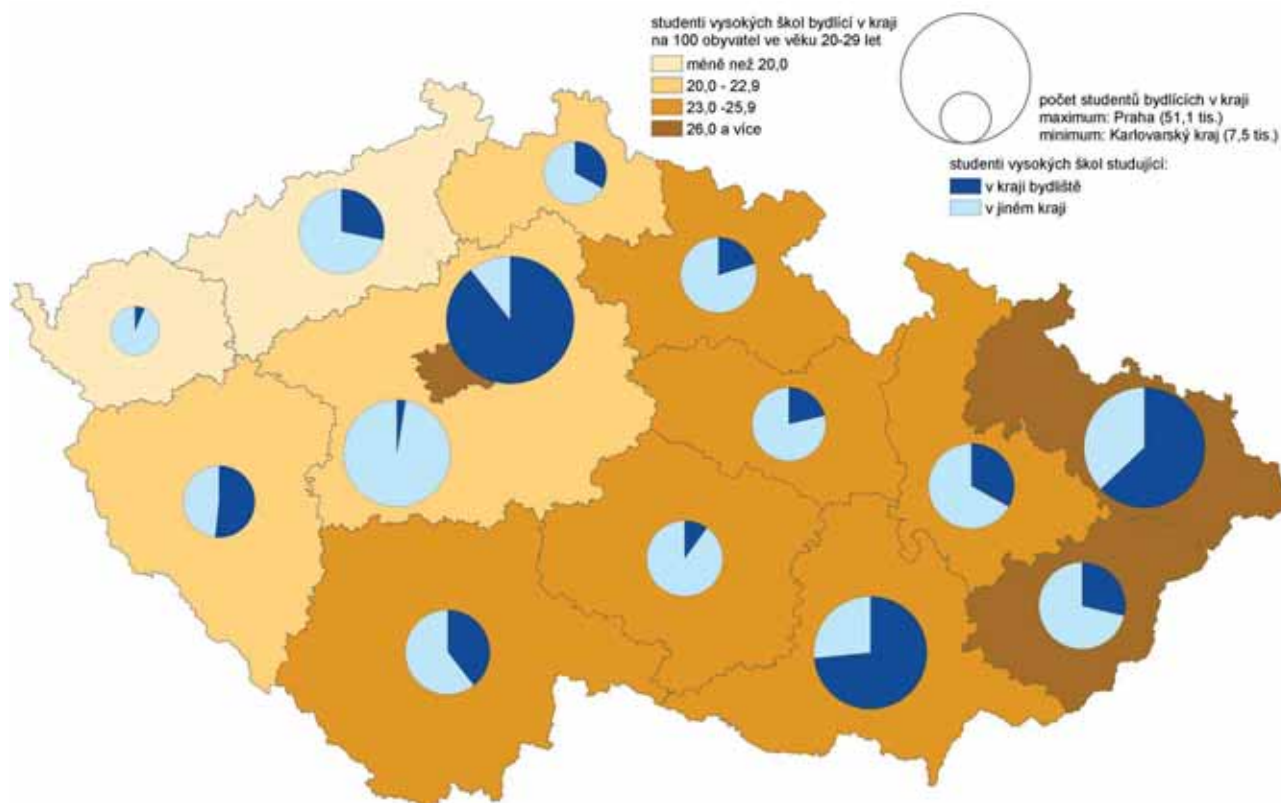 studenti vysokých škol bydlící v kraji
na 100 obyvatel ve věku 20-29 let
méně než 20,0
20,0 - 22,9
23,0 -25,9
26,0 a více
počet studentů bydlících v kraji
maximum: Praha (51,1 tis.)
minimum: Karlovarský kraj (7,5 tis.)
studenti vysokých škol studující:
v kraji bydliště
v jiném kraji